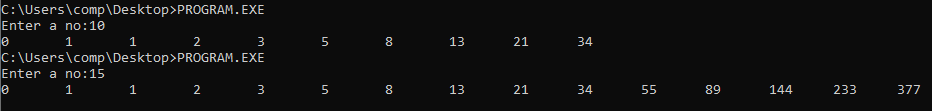 C:\Users\comp\Desktop>PROGRAM.EXE
Enter a no:10
0 1 1 2 3 5 8 13 21 34
C:\Users\comp\Desktop>PROGRAM.EXE
Enter a no:15
0 1 1 2 3 5 8 13 21 34 55 89 144 233 377